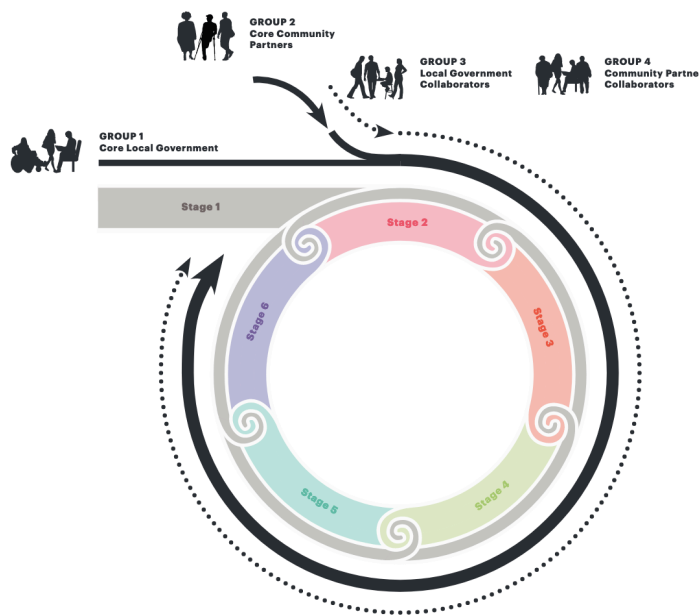 GROUP 2
Core Community
Partners
GROUP 3
Local Government
Collaborators
GROUP 4
Community Partne
Collaborators
GROUP 1
Core Local Government
Stage 1
Stage 2
Stage 3
Stage 4
Stage 5
Stage 6